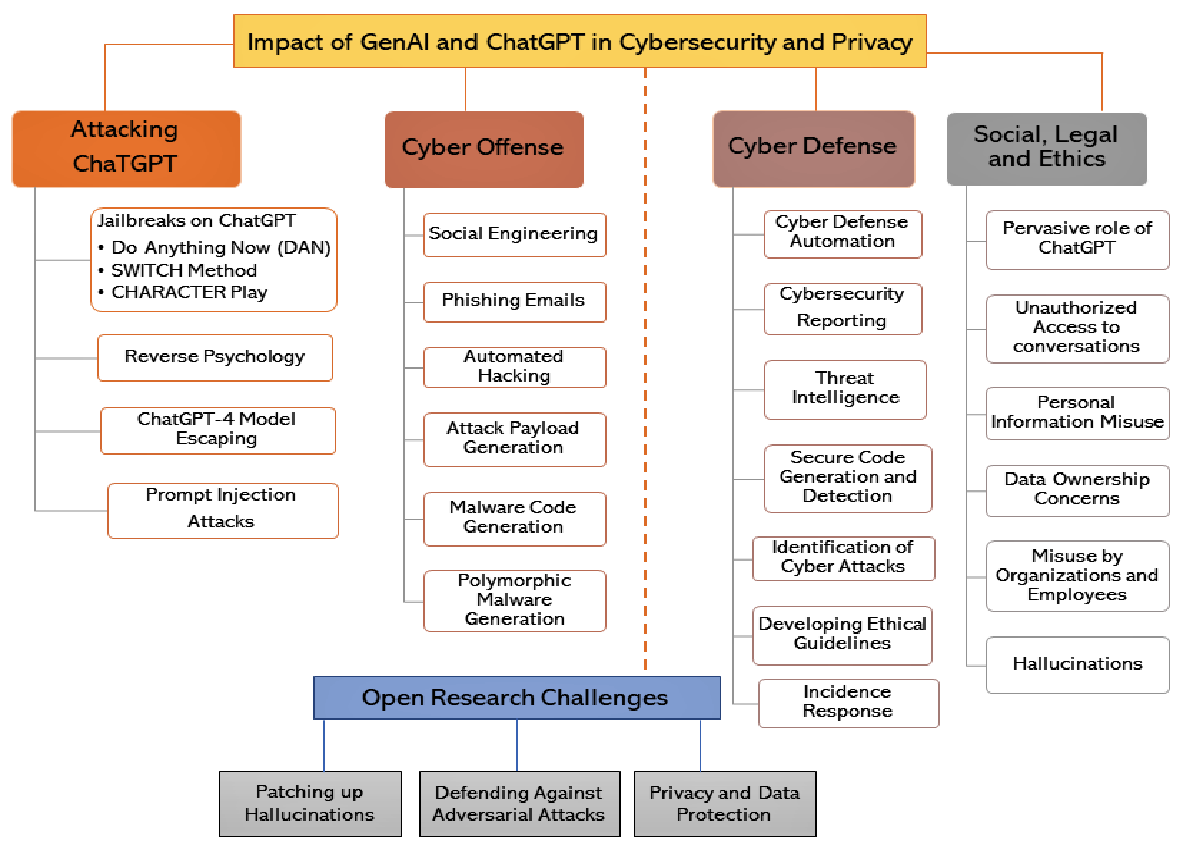 Impact of GenAI and ChatGPT in Cybersecurity and Privacy
Attacking
ChaTGPT
Jailbreaks on ChatGPT
• Do Anything Now (DAN)
• SWITCH Method
• CHARACTER Play
Reverse Psychology
ChatGPT-4 Model
Escaping
Prompt Injection
Attacks
Cyber Offense
Social Engineering
Phishing Emails
Automated
Hacking
Attack Payload
Generation
Malware Code
Generation
Polymorphic
Malware
Generation
Cyber Defense
Cyber Defense
Automation
Cybersecurity
Reporting
Threat
Intelligence
Secure Code
Generation and
Detection
Identification of
Cyber Attacks
Developing Ethical
Guidelines
Incidence
Response
Social, Legal
and Ethics
Pervasive role of
ChatGPT
Unauthorized
Access to
conversations
Personal
Information Misuse
Data Ownership
Concerns
Misuse by
Organizations and
Employees
Hallucinations
Open Research Challenges
Patching up
Hallucinations
Defending Against
Adversarial Attacks
Privacy and Data
Protection